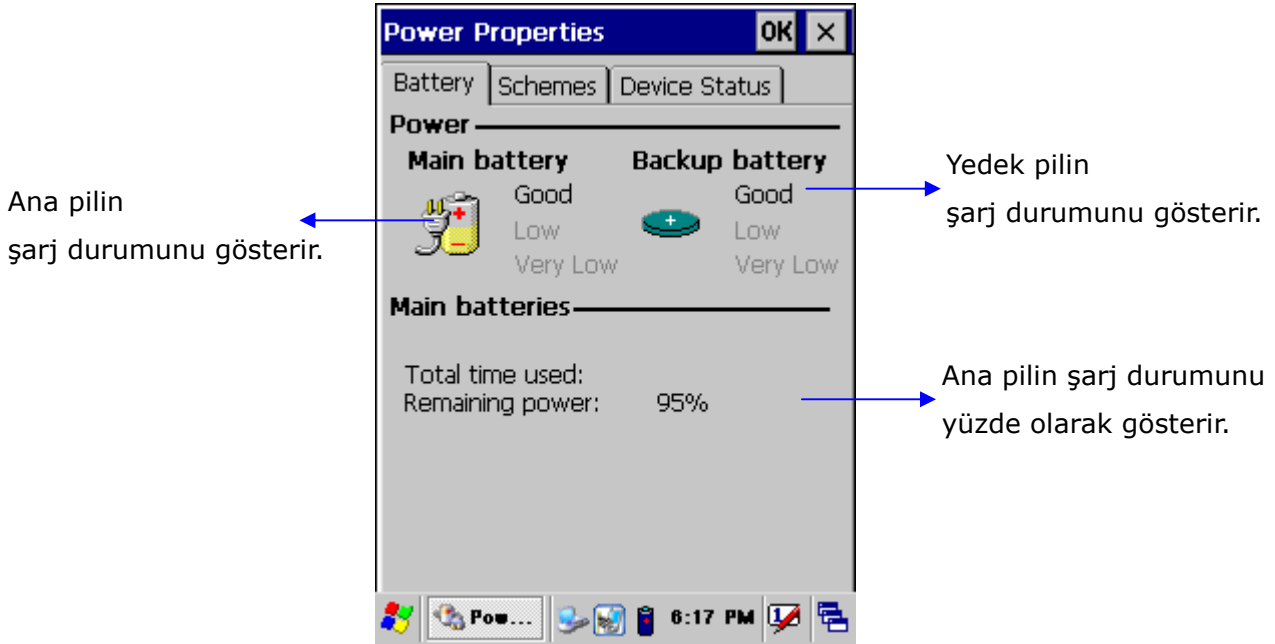 Power Properties OK ×
Battery Schemes Device Status
Power
Main battery Backup battery
Good Good
Low Low
Very Low Very Low
Ana pilin
şarj durumunu gösterir.
Yedek pilin
şarj durumunu gösterir.
Main batteries
Total time used:
Remaining power: 95%
Ana pilin şarj durumunu
yüzde olarak gösterir.
Pow... 6:17 PM